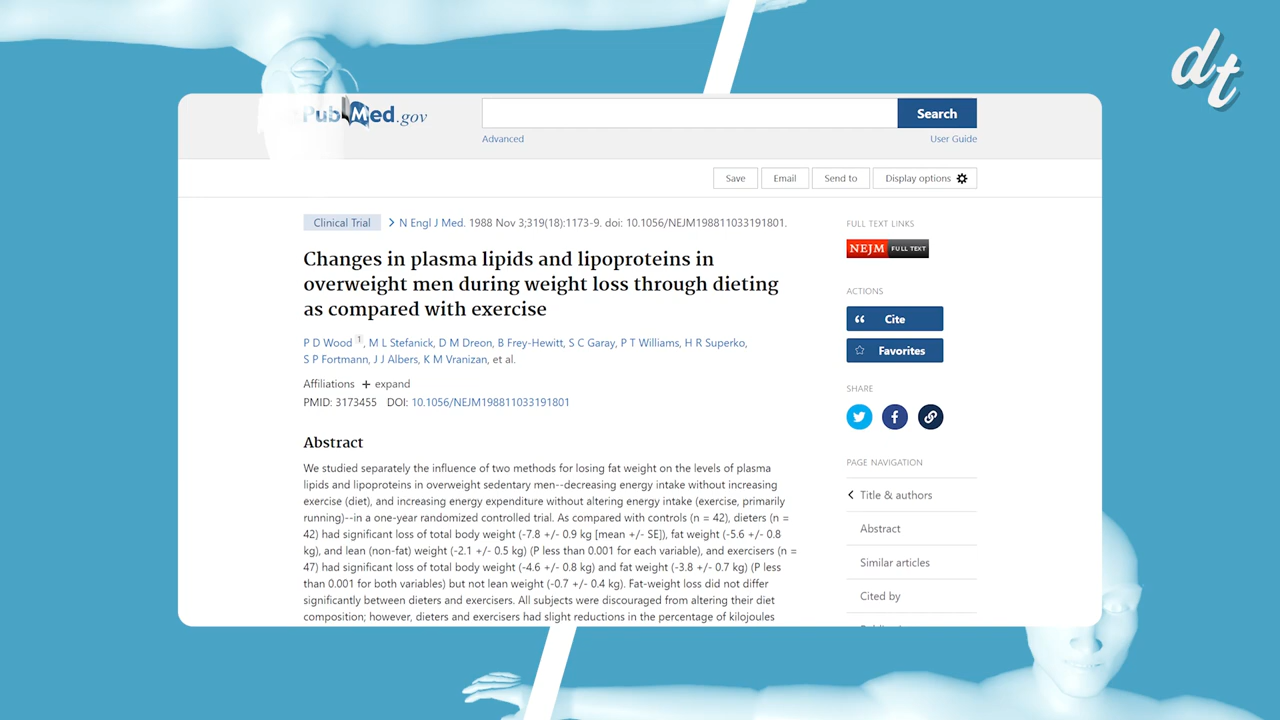 dt
PubMed.gov
Search
Advanced
User Guide
Save
Email
Send to
Display options
Clinical Trial
N Engl J Med. 1988 Nov 3;319(18):1173-9. doi: 10.1056/NEJM198811033191801.
Changes in plasma lipids and lipoproteins in
overweight men during weight loss through dieting
as compared with exercise
P D Wood 1, M L Stefanick, D M Dreon, B Frey-Hewitt, S C Garay, P T Williams, H R Superko,
S P Fortmann, J J Albers, K M Vranizan, et al.
Affiliations + expand
PMID: 3173455 DOI: 10.1056/NEJM198811033191801
Abstract
We studied separately the influence of two methods for losing fat weight on the levels of plasma
lipids and lipoproteins in overweight sedentary men--decreasing energy intake without increasing
exercise (diet), and increasing energy expenditure without altering energy intake (exercise, primarily
running)--in a one-year randomized controlled trial. As compared with controls (n = 42), dieters (n =
42) had significant loss of total body weight (-7.8 +/- 0.9 kg [mean +/- SE]), fat weight (-5.6 +/- 0.8
kg), and lean (non-fat) weight (-2.1 +/- 0.5 kg) (P less than 0.001 for each variable), and exercisers (n =
47) had significant loss of total body weight (-4.6 +/- 0.8 kg) and fat weight (-3.8 +/- 0.7 kg) (P less
than 0.001 for both variables) but not lean weight (-0.7 +/- 0.4 kg). Fat-weight loss did not differ
significantly between dieters and exercisers. All subjects were discouraged from altering their diet
composition; however, dieters and exercisers had slight reductions in the percentage of kilojoules
FULL TEXT LINKS
NEJM FULL TEXT
ACTIONS
Cite
Favorites
SHARE
PAGE NAVIGATION
Title & authors
Abstract
Similar articles
Cited by